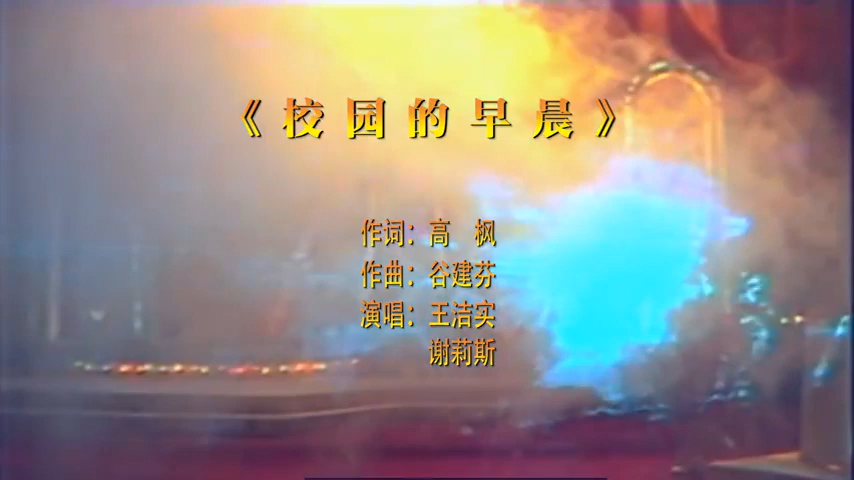 《校园的早晨》
作词：高　枫
作曲：谷建芬
演唱：王洁实
谢莉斯